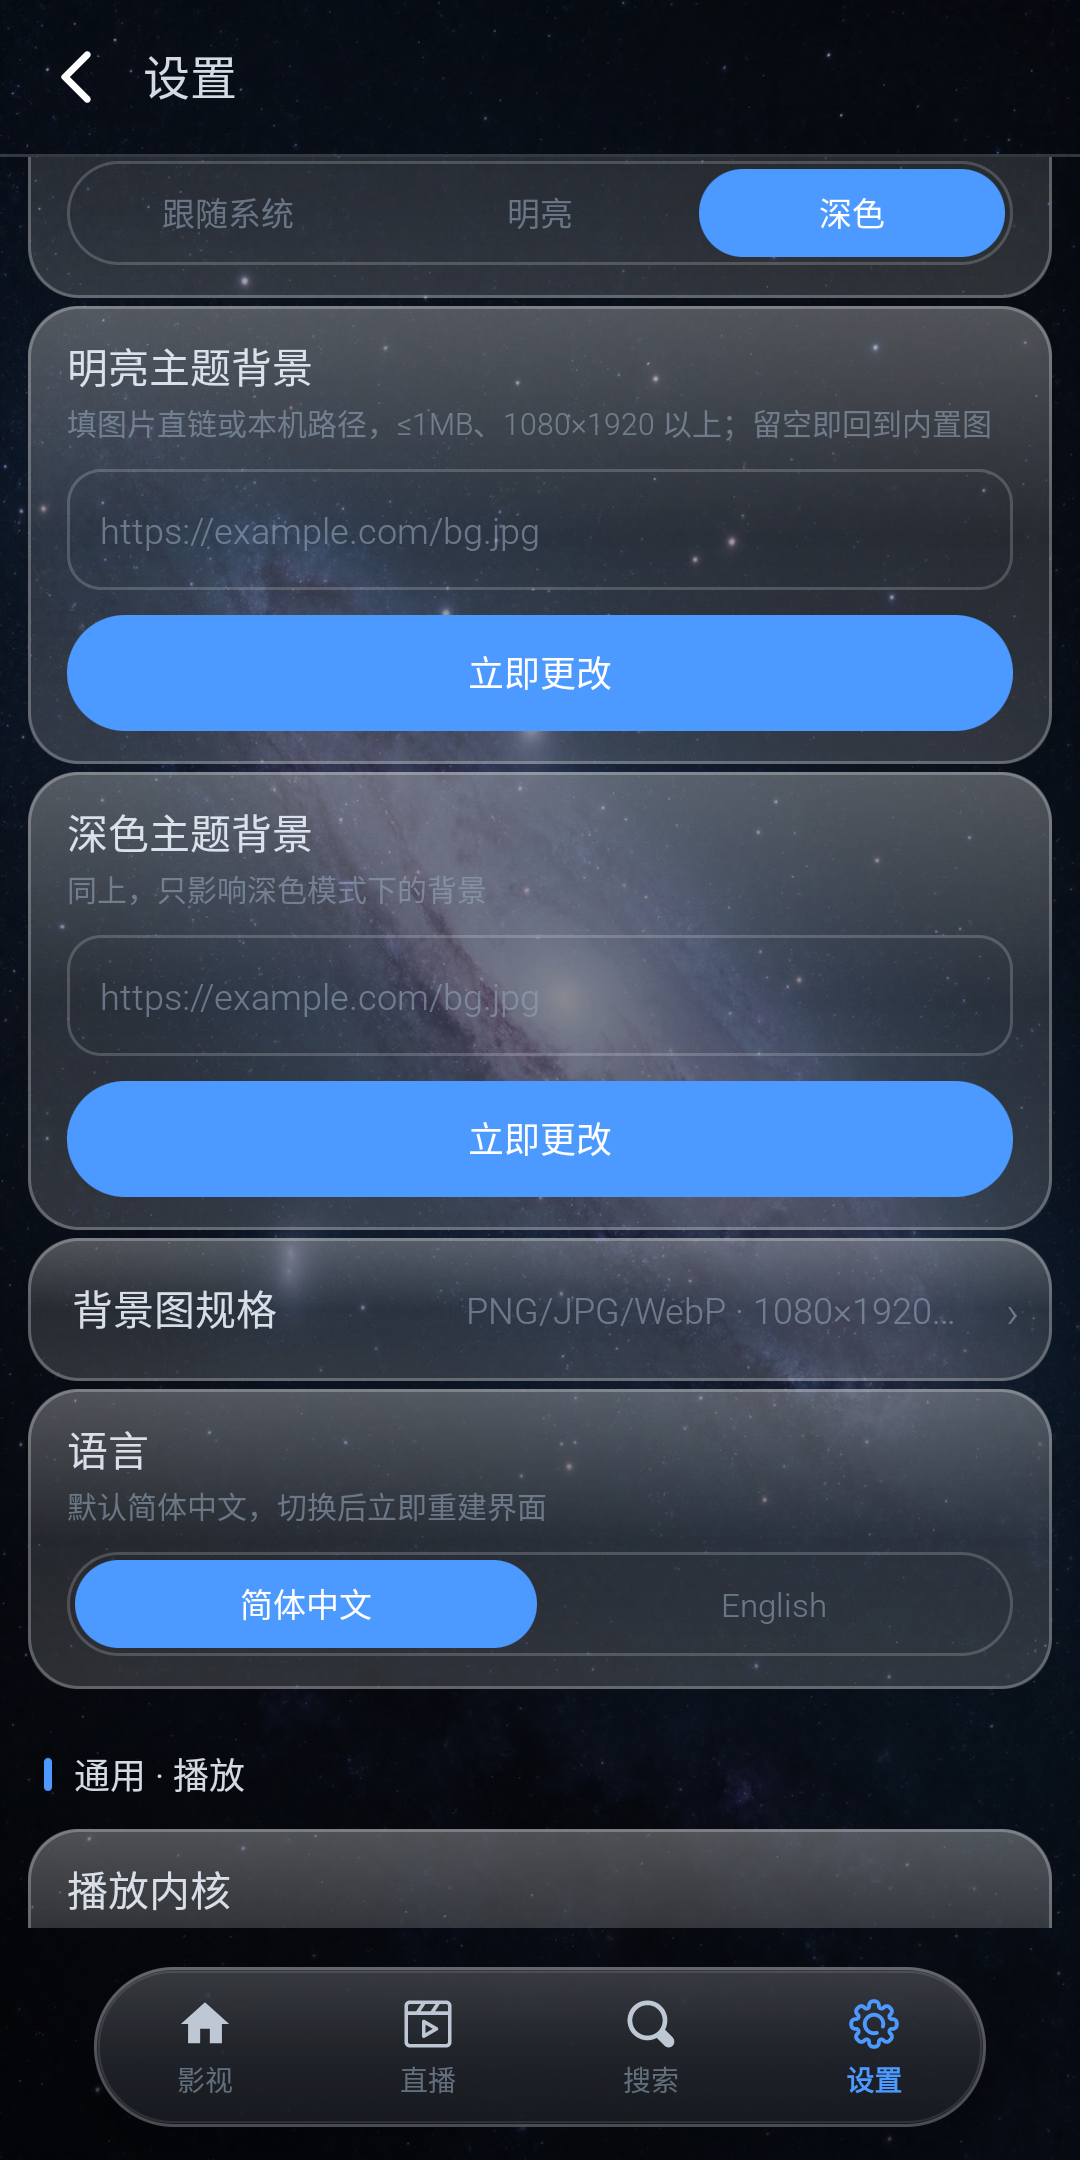 设置
跟随系统 明亮 深色
明亮主题背景
填图片直链或本机路径，≤1MB、1080×1920 以上；留空即回到内置图
https://example.com/bg.jpg
立即更改
深色主题背景
同上，只影响深色模式下的背景
https://example.com/bg.jpg
立即更改
背景图规格 PNG/JPG/WebP · 1080×1920... ›
语言
默认简体中文，切换后立即重建界面
简体中文 English
通用 · 播放
播放内核
影视 直播 搜索 设置